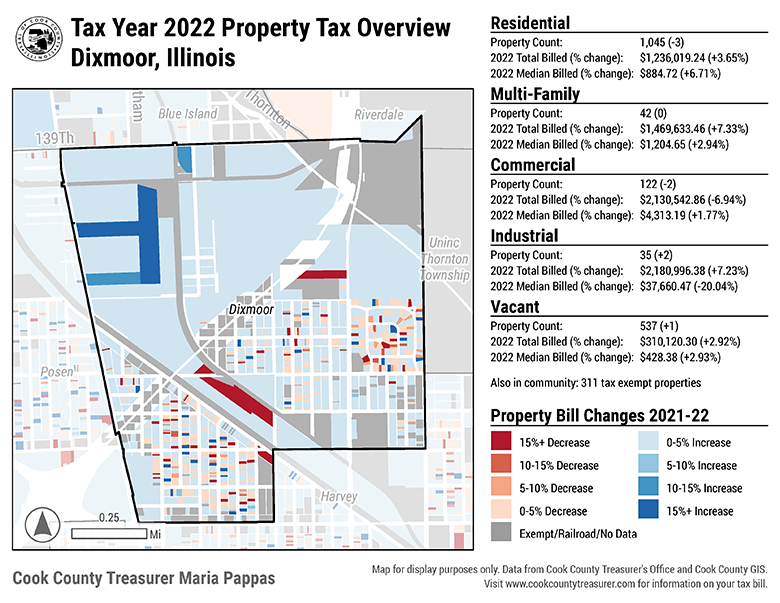 Tax Year 2022 Property Tax Overview
Dixmoor, Illinois
139Th
tham
Blue Island
Thornton
Riverdale
Uninc
Thornton
Township
Dixmoor
Posen
Harvey
0.25
Mi
Residential
Property Count: 1,045 (-3)
2022 Total Billed (% change): $1,236,019.24 (+3.65%)
2022 Median Billed (% change): $884.72 (+6.71%)
Multi-Family
Property Count: 42 (0)
2022 Total Billed (% change): $1,469,633.46 (+7.33%)
2022 Median Billed (% change): $1,204.65 (+2.94%)
Commercial
Property Count: 122 (-2)
2022 Total Billed (% change): $2,130,542.86 (-6.94%)
2022 Median Billed (% change): $4,313.19 (+1.77%)
Industrial
Property Count: 35 (+2)
2022 Total Billed (% change): $2,180,996.38 (+7.23%)
2022 Median Billed (% change): $37,660.47 (-20.04%)
Vacant
Property Count: 537 (+1)
2022 Total Billed (% change): $310,120.30 (+2.92%)
2022 Median Billed (% change): $428.38 (+2.93%)
Also in community: 311 tax exempt properties
Property Bill Changes 2021-22
15%+ Decrease
10-15% Decrease
5-10% Decrease
0-5% Decrease
Exempt/Railroad/No Data
0-5% Increase
5-10% Increase
10-15% Increase
15%+ Increase
Cook County Treasurer Maria Pappas
Map for display purposes only. Data from Cook County Treasurer's Office and Cook County GIS.
Visit www.cookcountytreasurer.com for information on your tax bill.